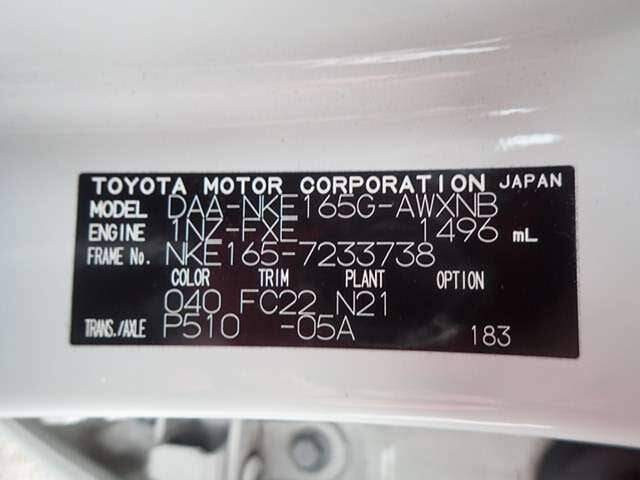 TOYOTA MOTOR CORPORATION JAPAN
MODEL DAA-NKE165G-AWXNB
ENGINE 1NZ-FXE 1496 mL
FRAME No. NKE165-7233738
COLOR TRIM PLANT OPTION
040 FC22 N21
TRANS./AXLE P510 -05A 183